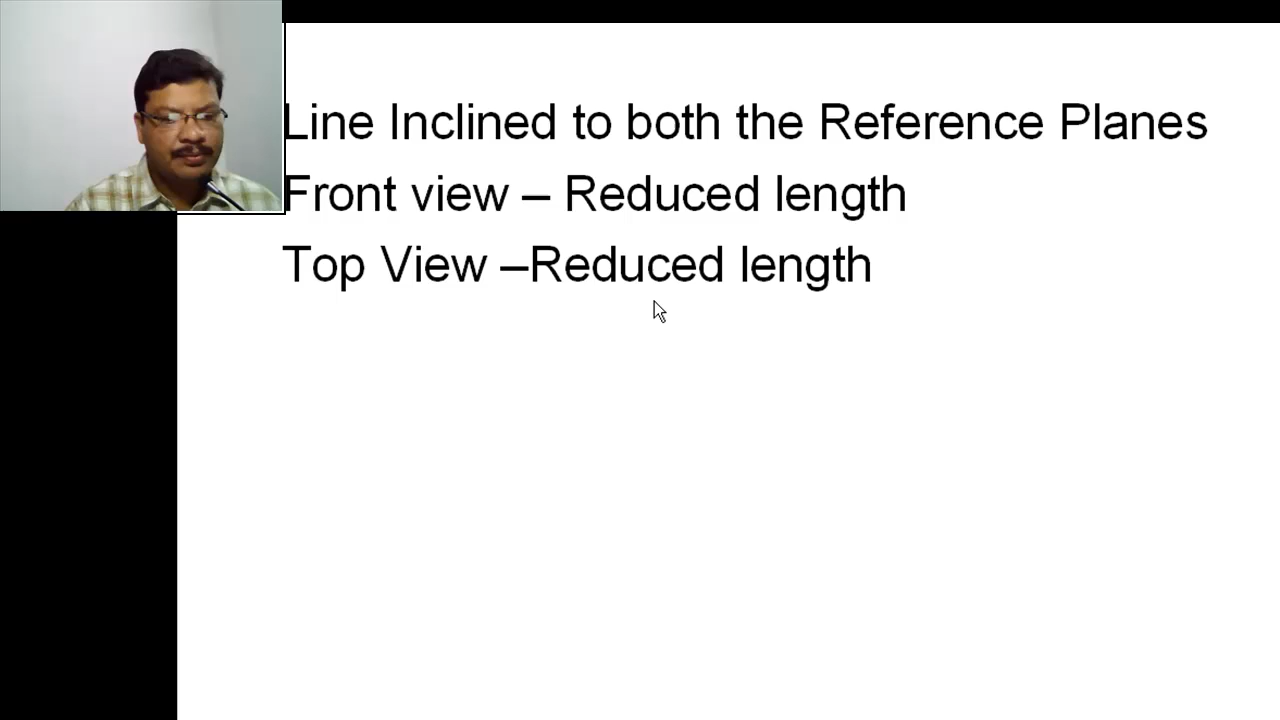 Line Inclined to both the Reference Planes
Front view – Reduced length
Top View –Reduced length